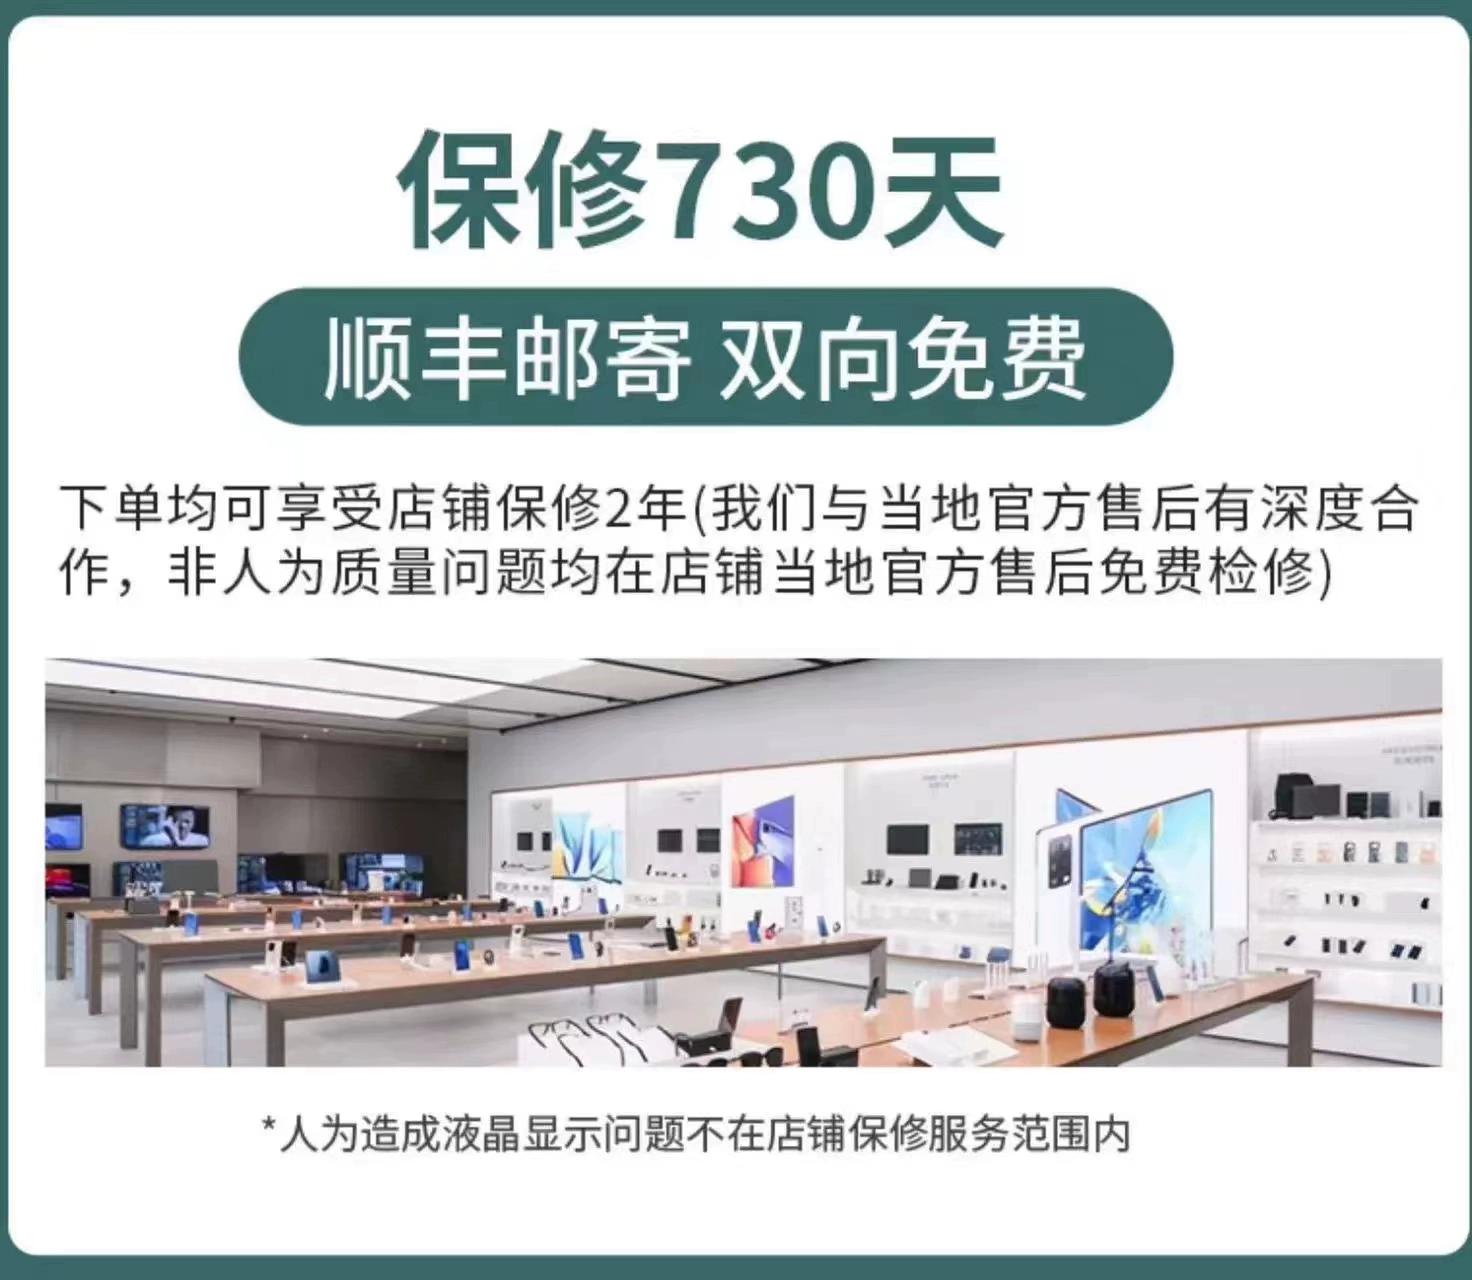 保修730天
顺丰邮寄 双向免费
下单均可享受店铺保修2年(我们与当地官方售后有深度合
作，非人为质量问题均在店铺当地官方售后免费检修)
*人为造成液晶显示问题不在店铺保修服务范围内